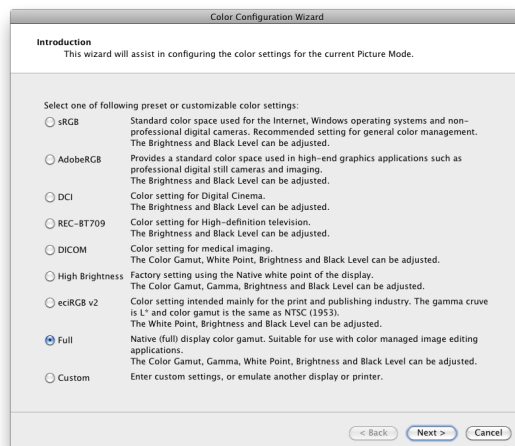 Color Configuration Wizard
Introduction
This wizard will assist in configuring the color settings for the current Picture Mode.
Select one of following preset or customizable color settings:
sRGB Standard color space used for the Internet, Windows operating systems and non-
professional digital cameras. Recommended setting for general color management.
The Brightness and Black Level can be adjusted.
AdobeRGB Provides a standard color space used in high-end graphics applications such as
professional digital still cameras and imaging.
The Brightness and Black Level can be adjusted.
DCI Color setting for Digital Cinema.
The Brightness and Black Level can be adjusted.
REC-BT709 Color setting for High-definition television.
The Brightness and Black Level can be adjusted.
DICOM Color setting for medical imaging.
The Color Gamut, White Point, Brightness and Black Level can be adjusted.
High Brightness Factory setting using the Native white point of the display.
The Color Gamut, Gamma, Brightness and Black Level can be adjusted.
eciRGB v2 Color setting intended mainly for the print and publishing industry. The gamma cruve
is L* and color gamut is the same as NTSC (1953).
The White Point, Brightness and Black Level can be adjusted.
Full Native (full) display color gamut. Suitable for use with color managed image editing
applications.
The Color Gamut, Gamma, White Point, Brightness and Black Level can be adjusted.
Custom Enter custom settings, or emulate another display or printer.
< Back Next > Cancel